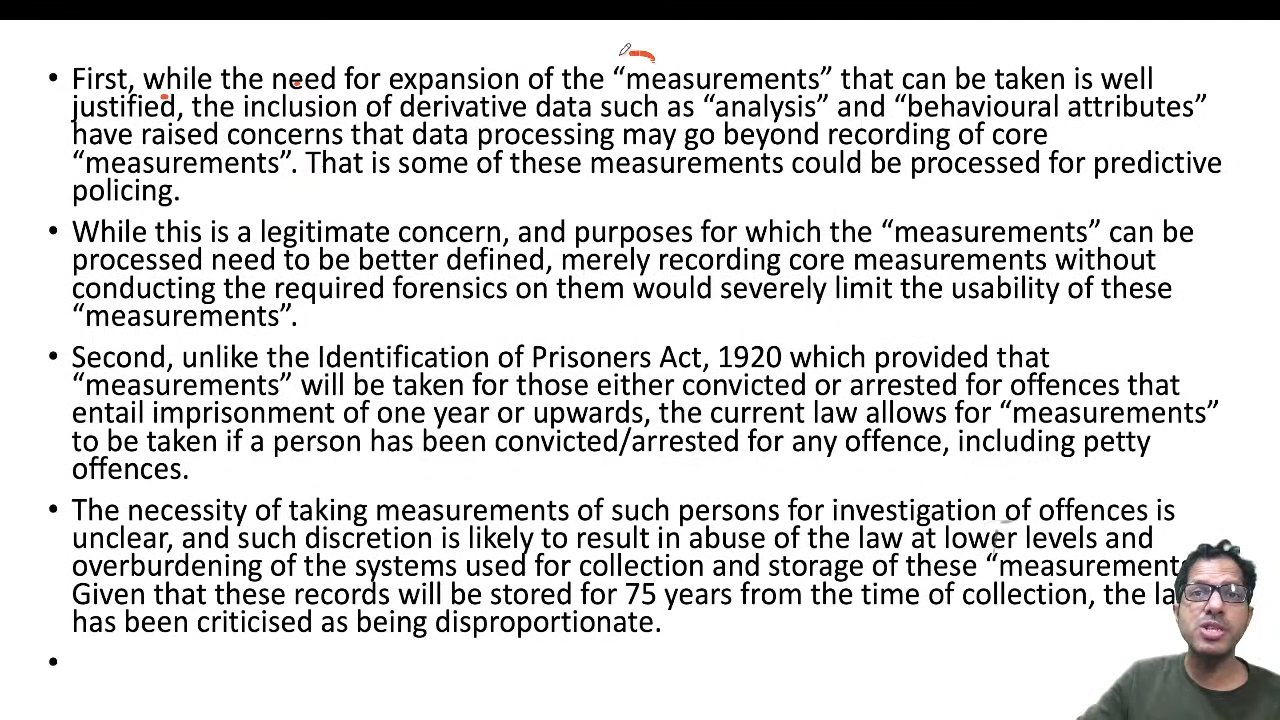 • First, while the need for expansion of the “measurements” that can be taken is well
justified, the inclusion of derivative data such as “analysis” and “behavioural attributes”
have raised concerns that data processing may go beyond recording of core
“measurements”. That is some of these measurements could be processed for predictive
policing.
• While this is a legitimate concern, and purposes for which the “measurements” can be
processed need to be better defined, merely recording core measurements without
conducting the required forensics on them would severely limit the usability of these
“measurements”.
• Second, unlike the Identification of Prisoners Act, 1920 which provided that
“measurements” will be taken for those either convicted or arrested for offences that
entail imprisonment of one year or upwards, the current law allows for “measurements”
to be taken if a person has been convicted/arrested for any offence, including petty
offences.
• The necessity of taking measurements of such persons for investigation of offences is
unclear, and such discretion is likely to result in abuse of the law at lower levels and
overburdening of the systems used for collection and storage of these “measurements
Given that these records will be stored for 75 years from the time of collection, the
has been criticised as being disproportionate.
•